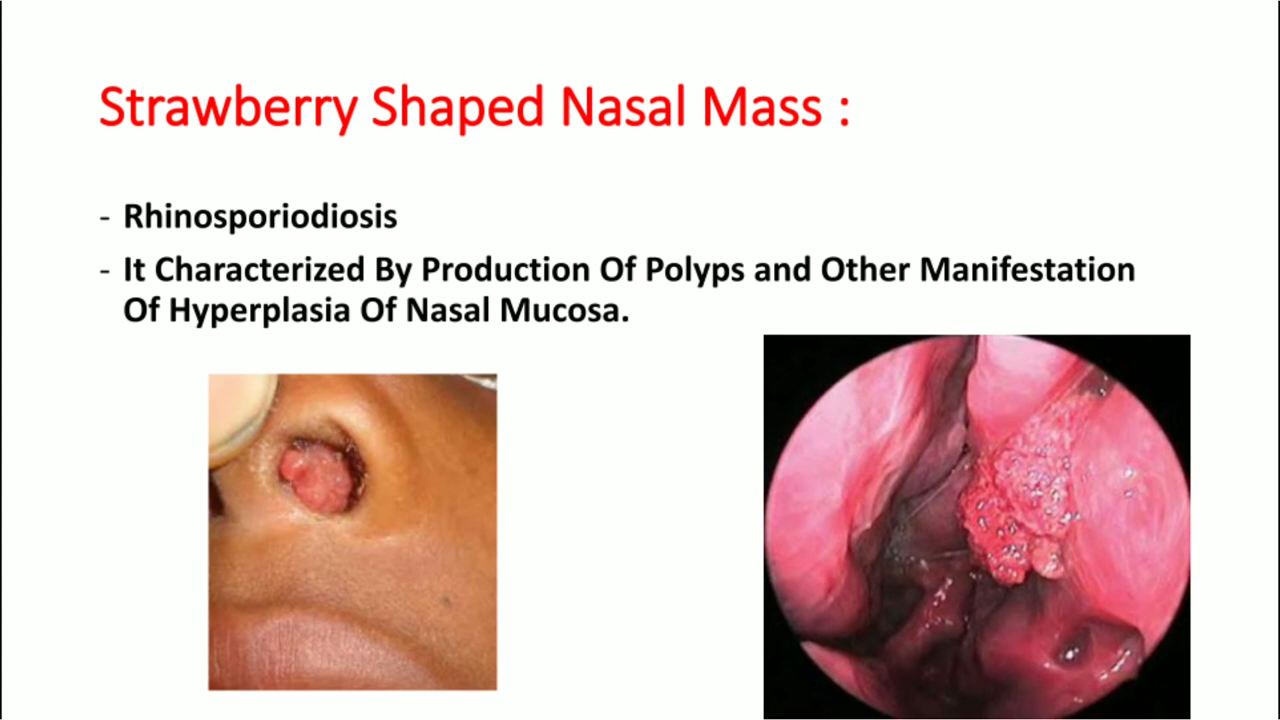 Strawberry Shaped Nasal Mass :
- Rhinosporiodiosis
- It Characterized By Production Of Polyps and Other Manifestation
Of Hyperplasia Of Nasal Mucosa.